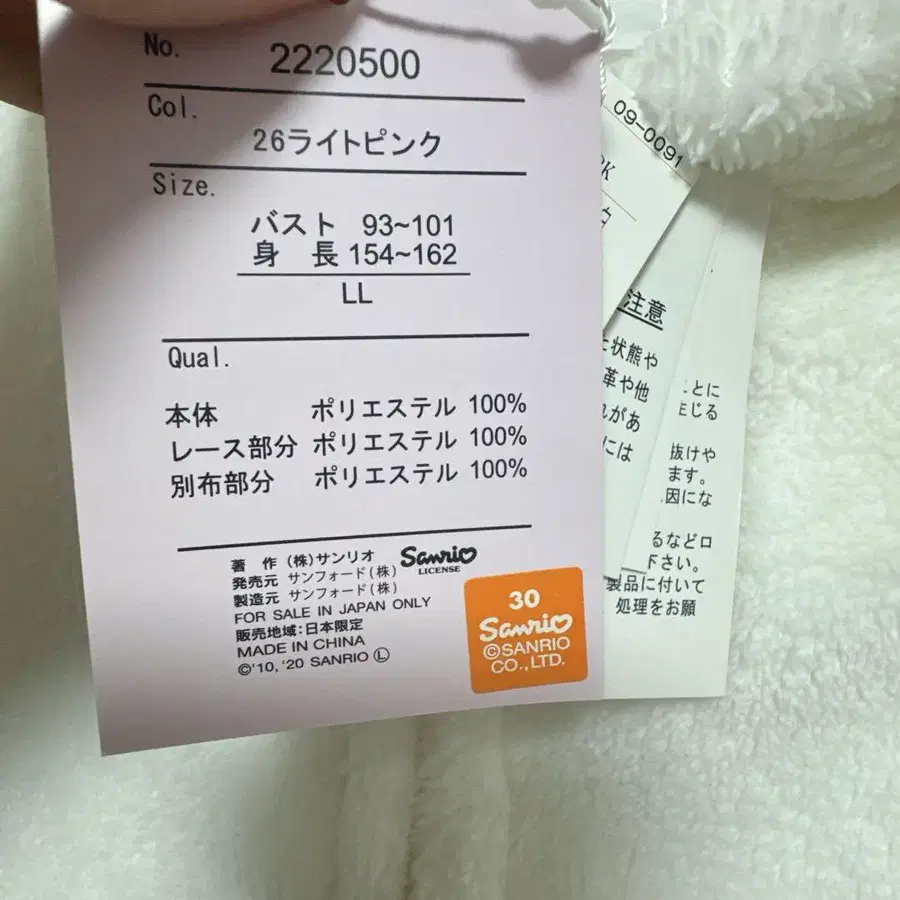 No. 2220500
Col.
26ライトピンク
Size.
バスト 93~101
身 長 154~162
LL
Qual.
本体 ポリエステル 100%
レース部分 ポリエステル 100%
別布部分 ポリエステル 100%
著 作 (株)サンリオ
発売元 サンフォード(株)
製造元 サンフォード(株)
Sanrio
LICENSE
FOR SALE IN JAPAN ONLY
販売地域:日本限定
MADE IN CHINA
©'10,'20 SANRIO Ⓛ
30
Sanrio
©SANRIO
CO.,LTD.
09-0091
注意
状態や
革や他
があ
には
ことに
生じる
抜けや
ます。
因にな
るなどロ
下さい。
製品に付いて
処理をお願